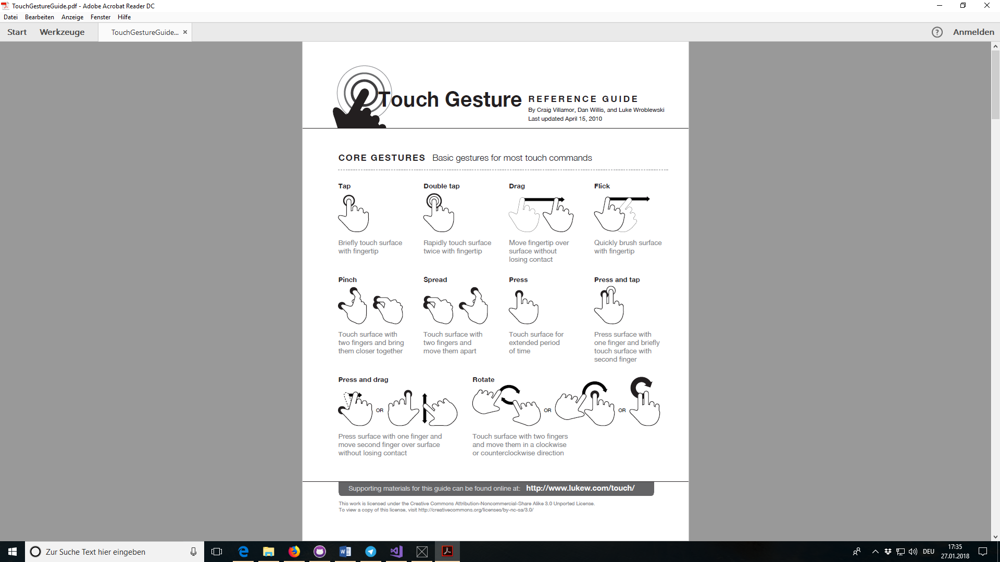 TouchGestureGuide.pdf - Adobe Acrobat Reader DC
Datei Bearbeiten Anzeige Fenster Hilfe
Start Werkzeuge TouchGestureGuide... × ? Anmelden
Touch Gesture REFERENCE GUIDE
By Craig Villamor, Dan Willis, and Luke Wroblewski
Last updated April 15, 2010
CORE GESTURES Basic gestures for most touch commands
Tap
Briefly touch surface
with fingertip
Double tap
Rapidly touch surface
twice with fingertip
Drag
Move fingertip over
surface without
losing contact
Flick
Quickly brush surface
with fingertip
Pinch
Touch surface with
two fingers and bring
them closer together
Spread
Touch surface with
two fingers and
move them apart
Press
Touch surface for
extended period
of time
Press and tap
Press surface with
one finger and briefly
touch surface with
second finger
Press and drag
OR
Press surface with one finger and
move second finger over surface
without losing contact
Rotate
OR OR
Touch surface with two fingers
and move them in a clockwise
or counterclockwise direction
Supporting materials for this guide can be found online at: http://www.lukew.com/touch/
This work is licensed under the Creative Commons Attribution-Noncommercial-Share Alike 3.0 Unported License.
To view a copy of this license, visit http://creativecommons.org/licenses/by-nc-sa/3.0/
Zur Suche Text hier eingeben
DEU
17:35
27.01.2018